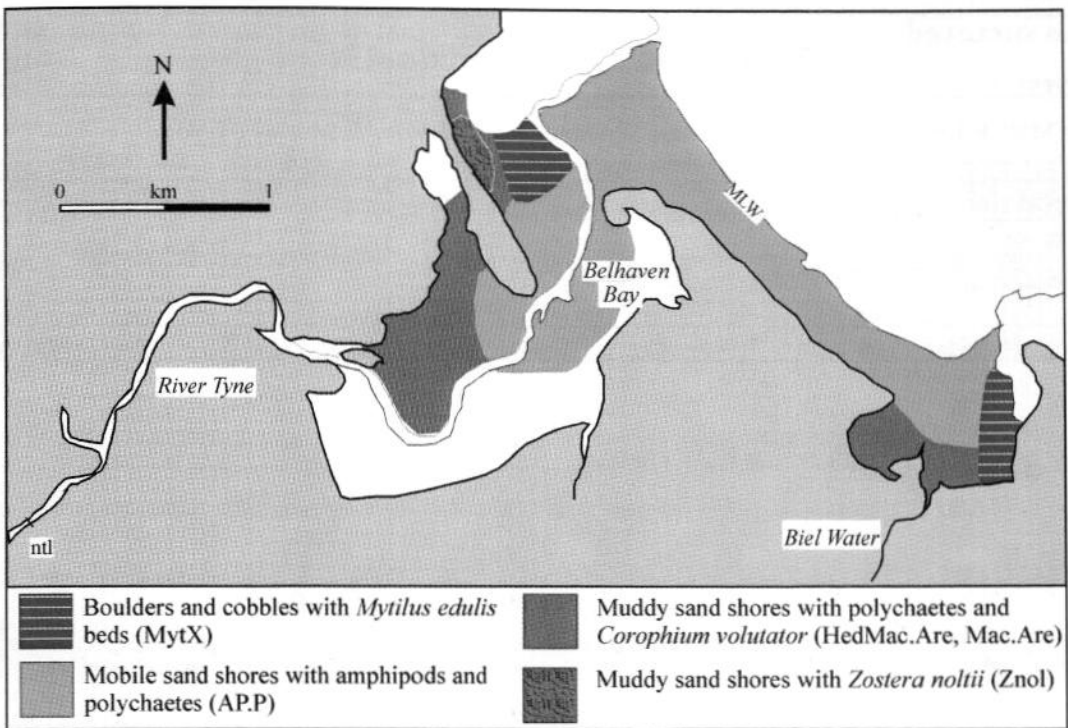 N
0 km 1
MLW
Belhaven
Bay
River Tyne
ntl
Biel Water
Boulders and cobbles with Mytilus edulis
beds (MytX)
Mobile sand shores with amphipods and
polychaetes (AP.P)
Muddy sand shores with polychaetes and
Corophium volutator (HedMac.Are, Mac.Are)
Muddy sand shores with Zostera noltii (Znol)